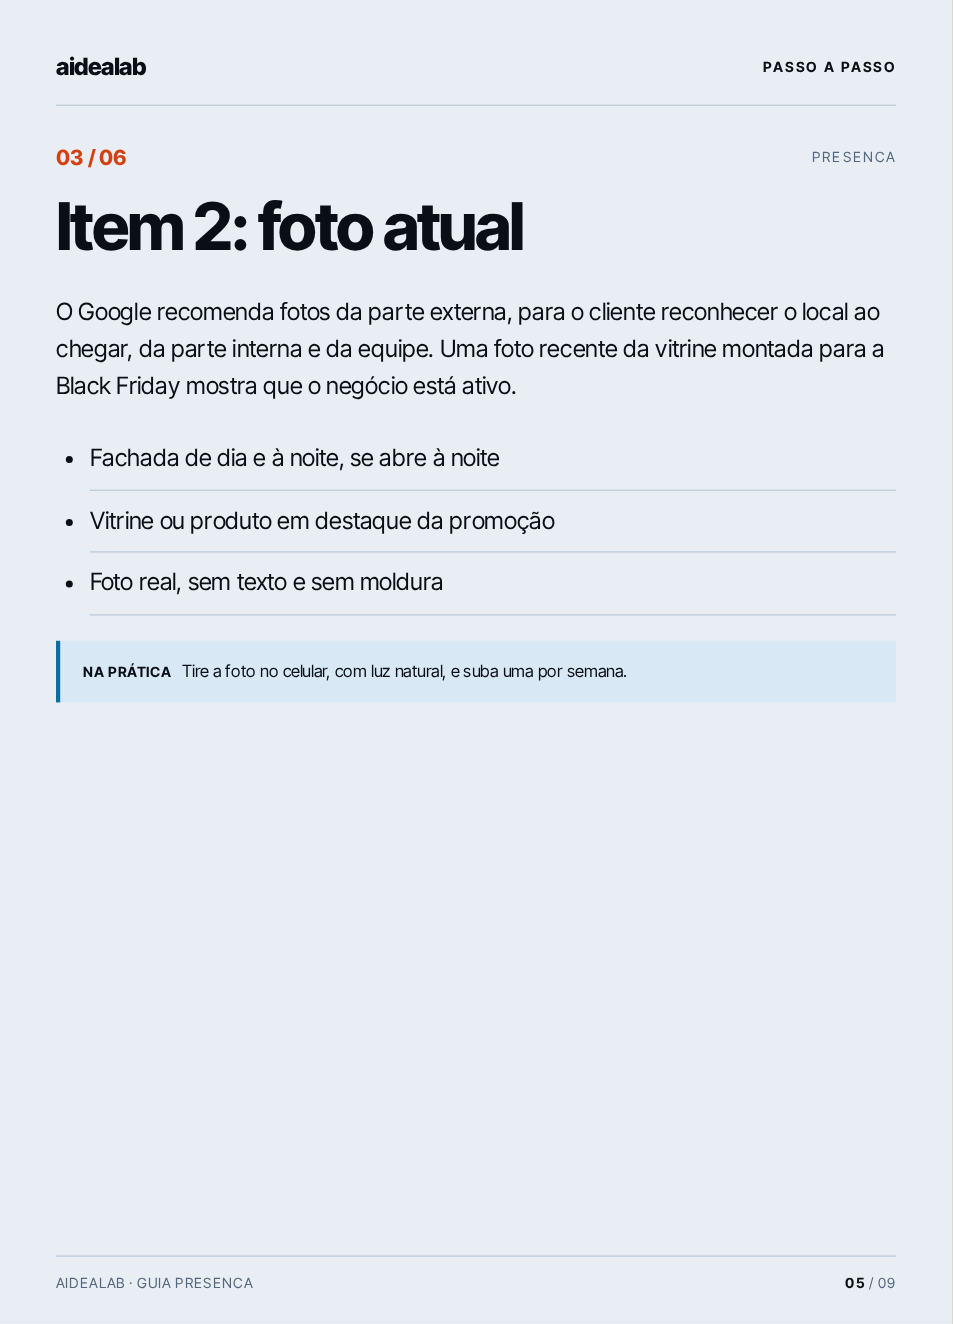 aidealab
PASSO A PASSO
03 / 06
PRESENCA
Item 2: foto atual
O Google recomenda fotos da parte externa, para o cliente reconhecer o local ao
chegar, da parte interna e da equipe. Uma foto recente da vitrine montada para a
Black Friday mostra que o negócio está ativo.
• Fachada de dia e à noite, se abre à noite
• Vitrine ou produto em destaque da promoção
• Foto real, sem texto e sem moldura
NA PRÁTICA Tire a foto no celular, com luz natural, e suba uma por semana.
AIDEALAB · GUIA PRESENCA
05 / 09